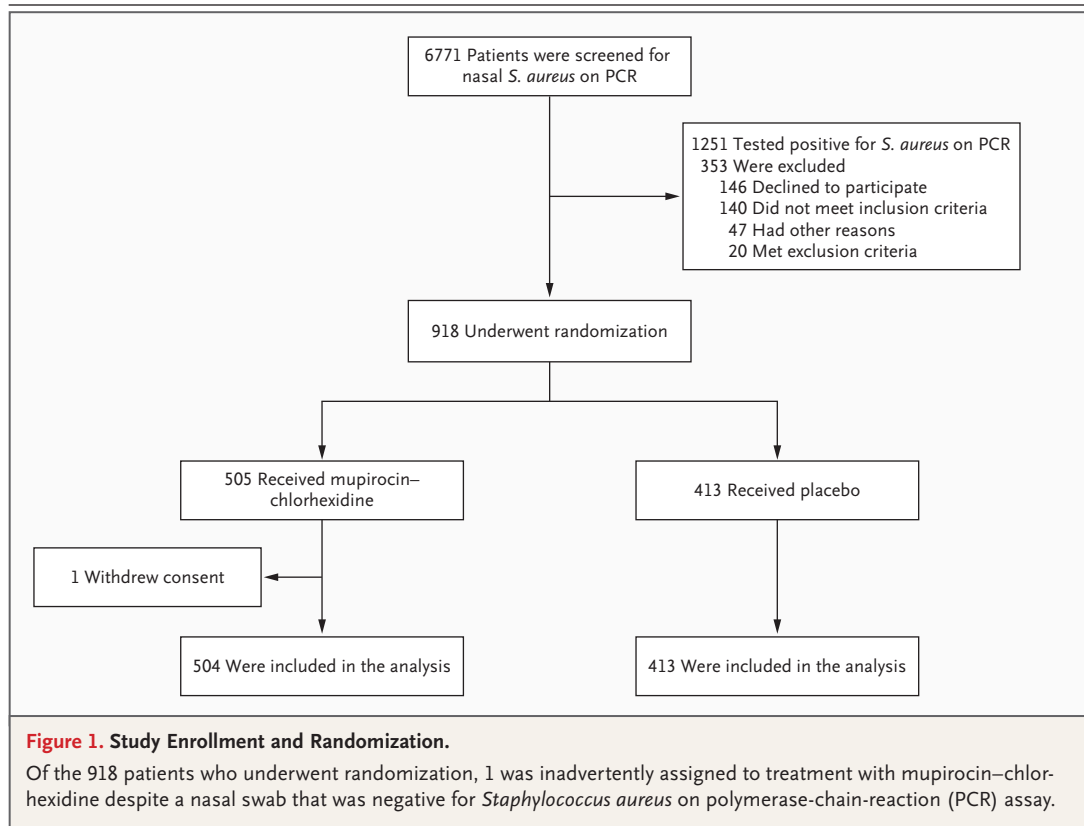 6771 Patients were screened for
nasal S. aureus on PCR
1251 Tested positive for S. aureus on PCR
353 Were excluded
146 Declined to participate
140 Did not meet inclusion criteria
47 Had other reasons
20 Met exclusion criteria
918 Underwent randomization
505 Received mupirocin–
chlorhexidine
413 Received placebo
1 Withdrew consent
504 Were included in the analysis
413 Were included in the analysis
Figure 1. Study Enrollment and Randomization.
Of the 918 patients who underwent randomization, 1 was inadvertently assigned to treatment with mupirocin–chlor-
hexidine despite a nasal swab that was negative for Staphylococcus aureus on polymerase-chain-reaction (PCR) assay.